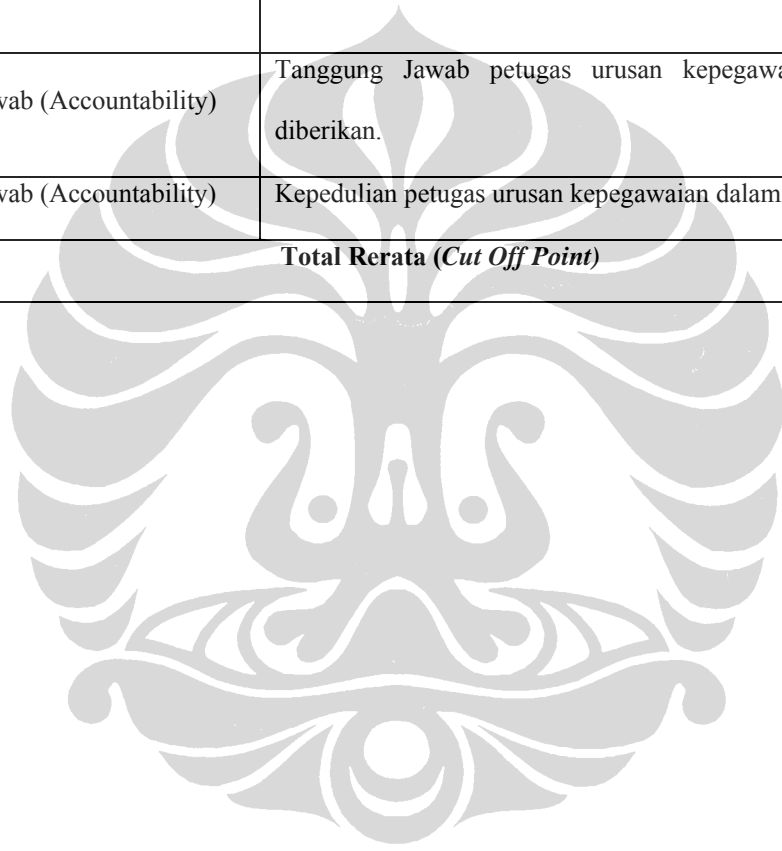 Tanggung Jawab petugas urusan kepegawa
wab (Accountability)
diberikan.
wab (Accountability) Kepedulian petugas urusan kepegawaian dalam
Total Rerata (Cut Off Point)